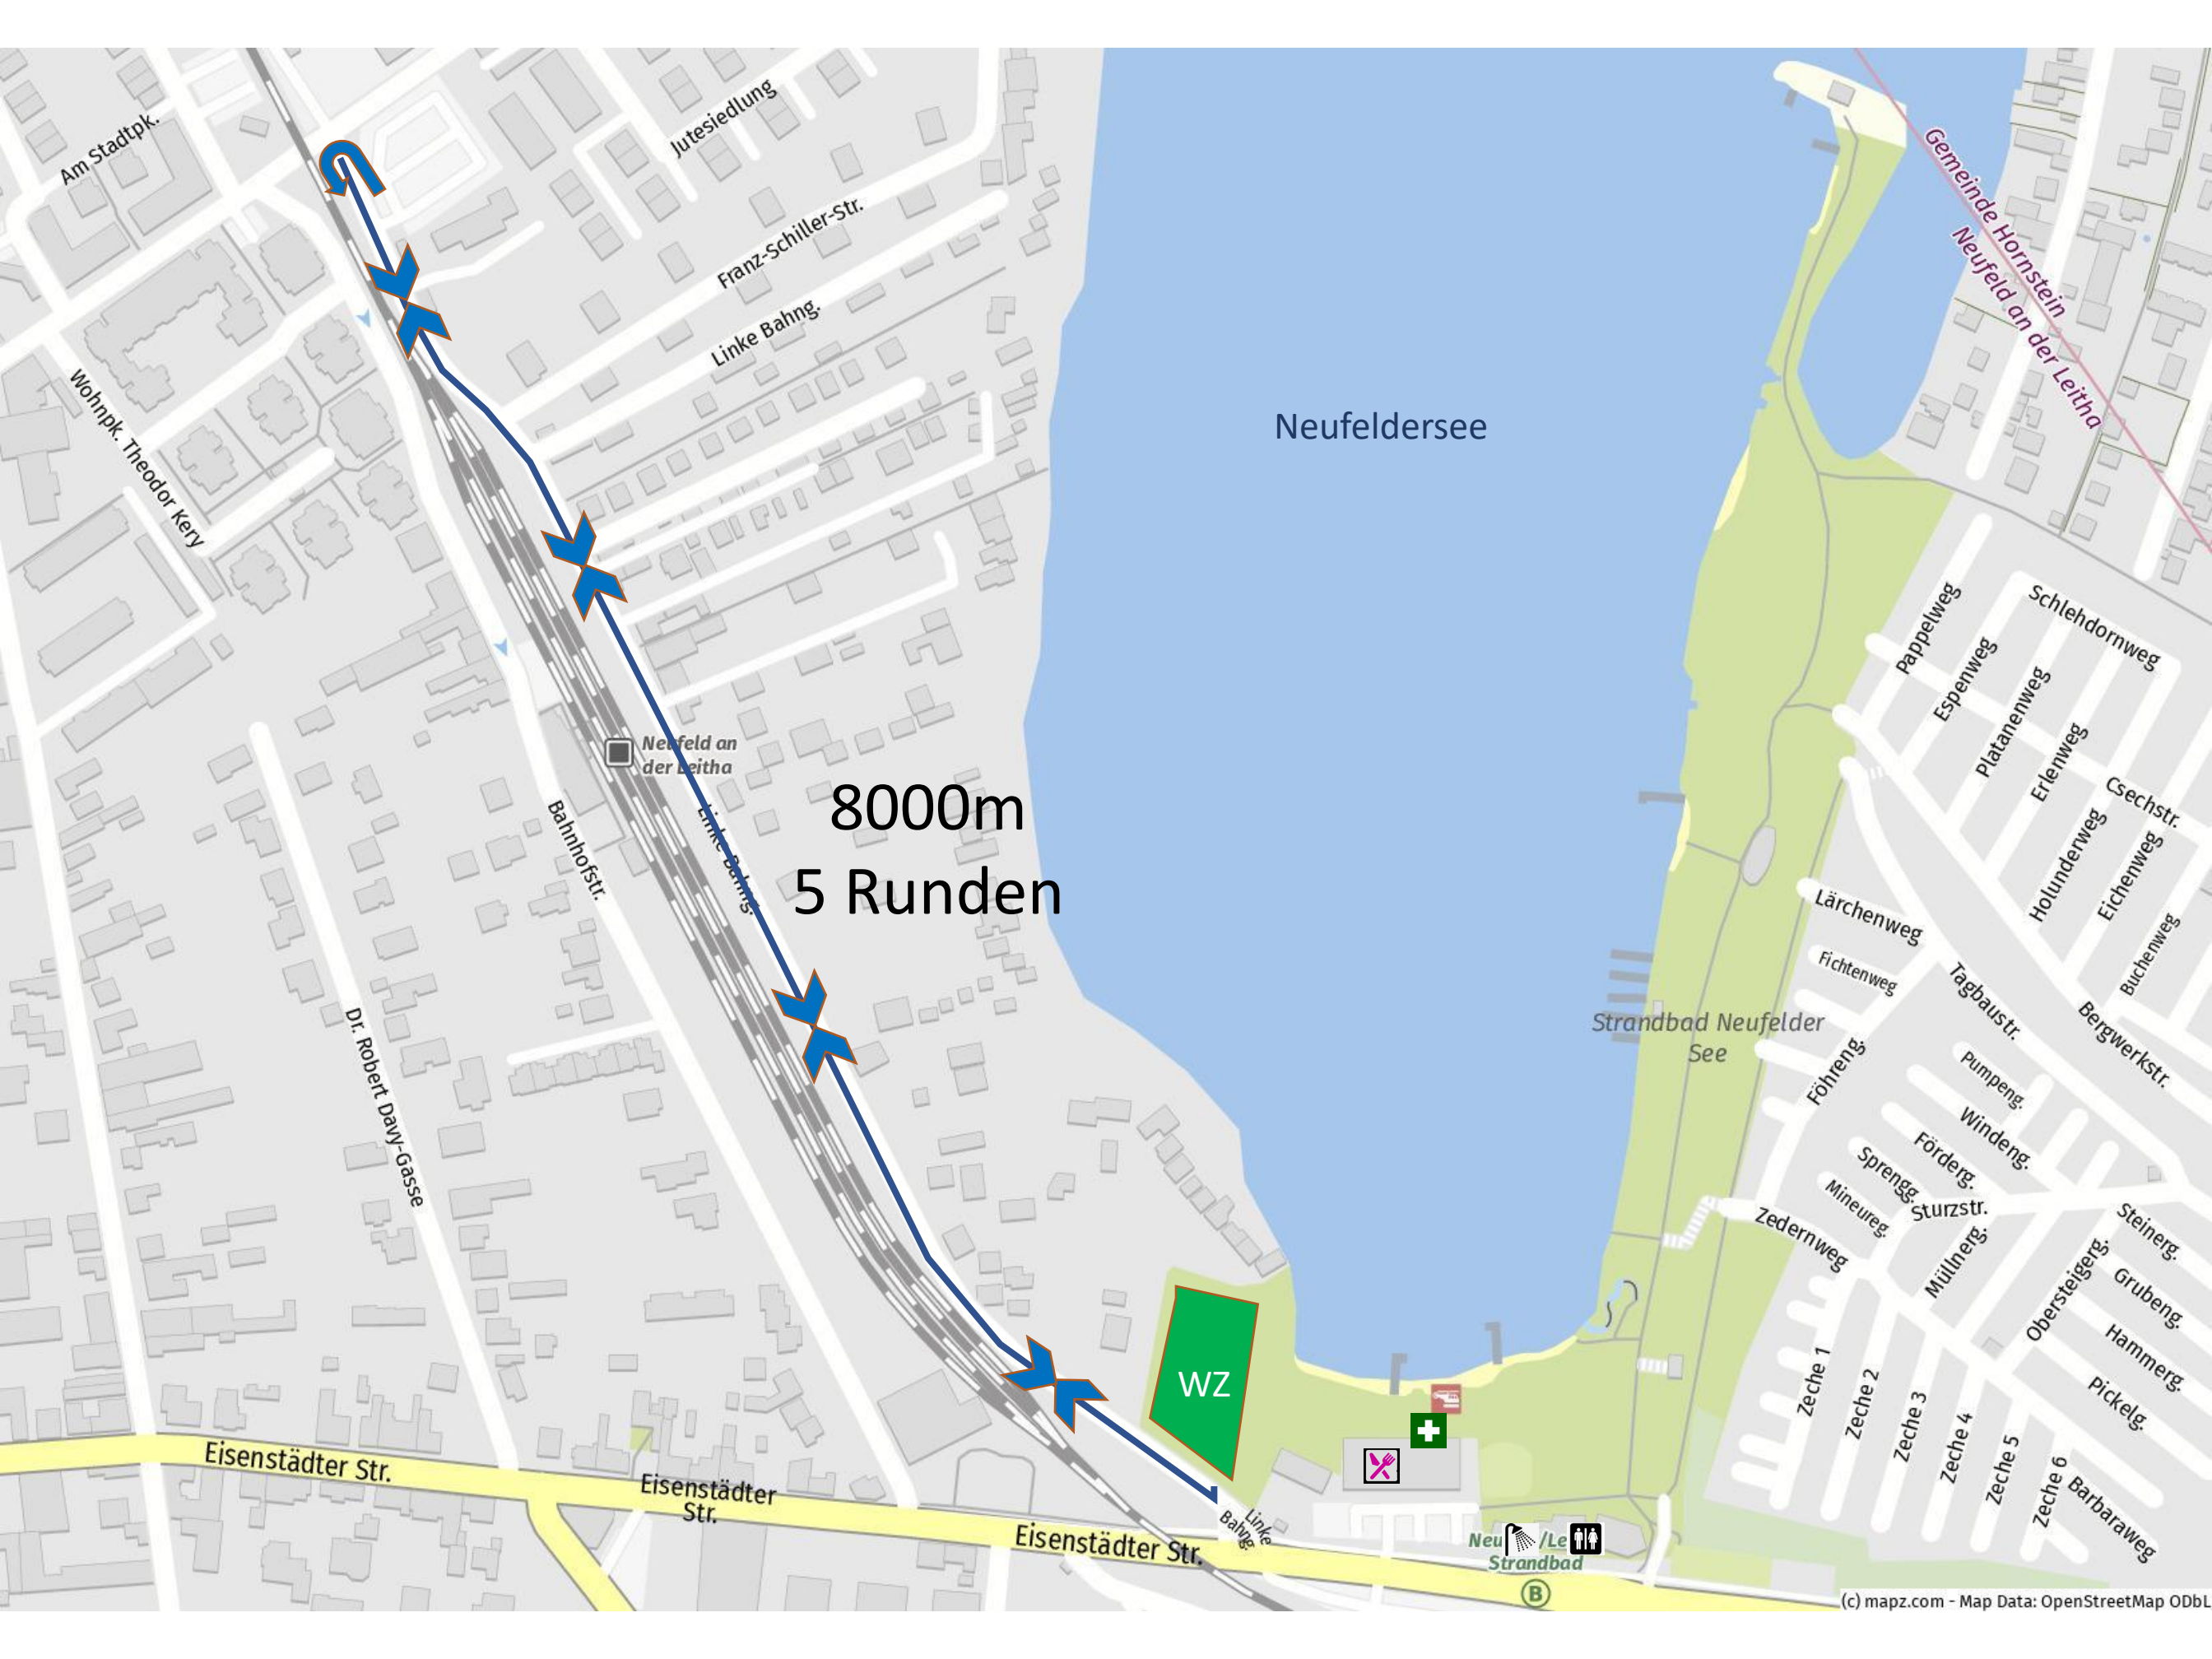 Am Stadtpk.
Jutesiedlung
Franz-Schiller-Str.
Linke Bahng.
Wohnpk. Theodor Kery
Neufeldersee
Gemeinde Hornstein
Neufeld an der Leitha
Neufeld an
der Leitha
Linke Bahng.
8000m
5 Runden
Bahnhofstr.
Dr. Robert Davy-Gasse
Pappelweg
Espenweg
Platanenweg
Erlenweg
Schlehdornweg
Csechstr.
Holunderweg
Eichenweg
Buchenweg
Lärchenweg
Fichtenweg
Tagbaustr.
Bergwerkstr.
Strandbad Neufelder
See
Föhreng.
Pumpeng.
Windeng.
Förderg.
Sprengg.
Mineureg.
Sturzstr.
Zedernweg
Müllnerg.
Steinerg.
Obersteigerg.
Grubeng.
Hammerg.
Pickelg.
WZ
Zeche 1
Zeche 2
Zeche 3
Zeche 4
Zeche 5
Zeche 6
Barbaraweg
Eisenstädter Str.
Eisenstädter
Str.
Eisenstädter Str.
Linke
Bahng.
Neu /Le
Strandbad
B
(c) mapz.com - Map Data: OpenStreetMap ODbL